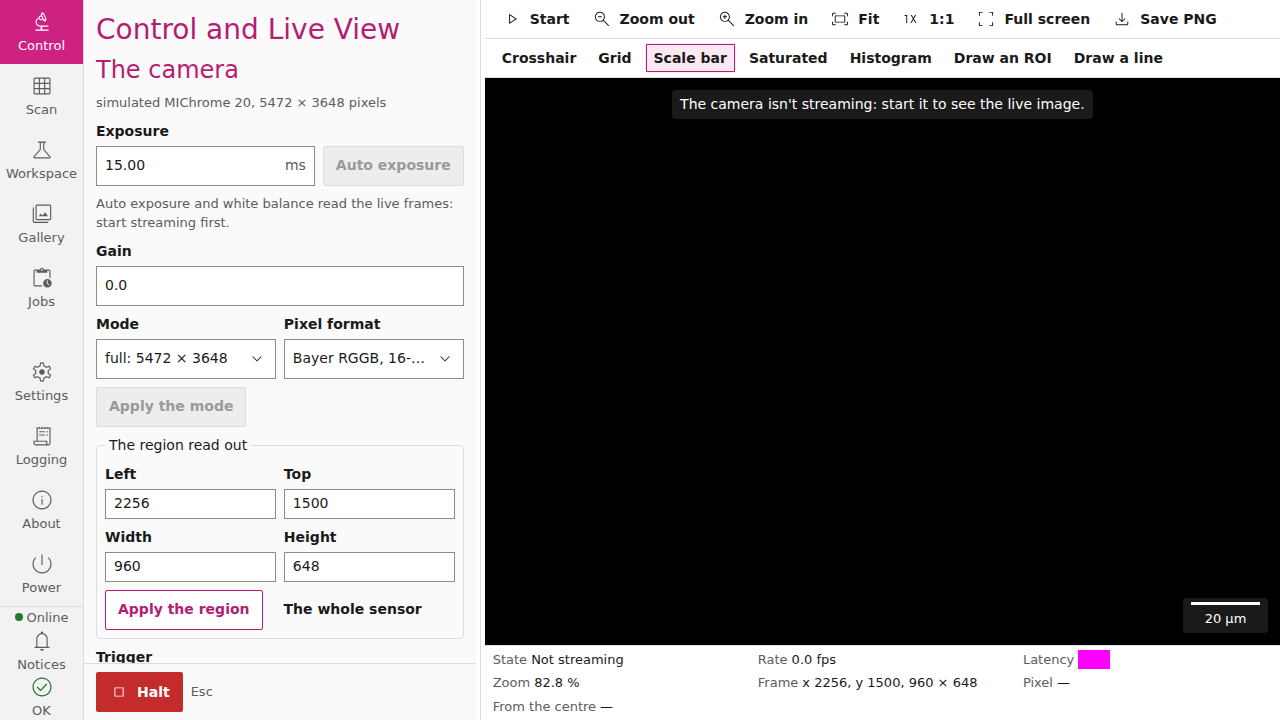 Control
Scan
Workspace
Gallery
Jobs
Settings
Logging
About
Power
Online
Notices
OK
Control and Live View
The camera
simulated MIChrome 20, 5472 × 3648 pixels
Exposure
15.00 ms
Auto exposure
Auto exposure and white balance read the live frames:
start streaming first.
Gain
0.0
Mode Pixel format
full: 5472 × 3648 Bayer RGGB, 16-...
Apply the mode
The region read out
Left Top
2256 1500
Width Height
960 648
Apply the region The whole sensor
Trigger
Halt Esc
Start Zoom out Zoom in Fit 1X 1:1 Full screen Save PNG
Crosshair Grid Scale bar Saturated Histogram Draw an ROI Draw a line
The camera isn't streaming: start it to see the live image.
20 µm
State Not streaming Rate 0.0 fps Latency
Zoom 82.8 % Frame x 2256, y 1500, 960 × 648 Pixel —
From the centre —